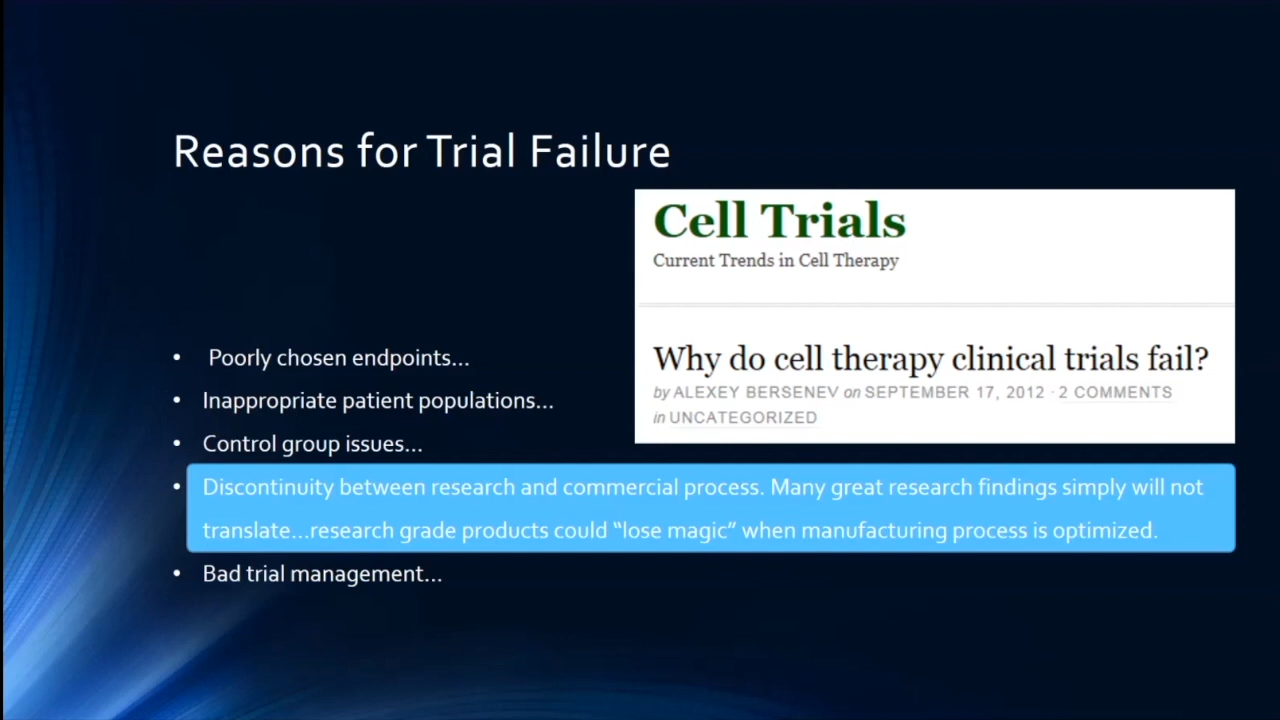 Reasons for Trial Failure
Cell Trials
Current Trends in Cell Therapy
Why do cell therapy clinical trials fail?
by ALEXEY BERSENEV on SEPTEMBER 17, 2012 · 2 COMMENTS
in UNCATEGORIZED
• Poorly chosen endpoints...
• Inappropriate patient populations...
• Control group issues...
• Discontinuity between research and commercial process. Many great research findings simply will not
translate...research grade products could “lose magic” when manufacturing process is optimized.
• Bad trial management...